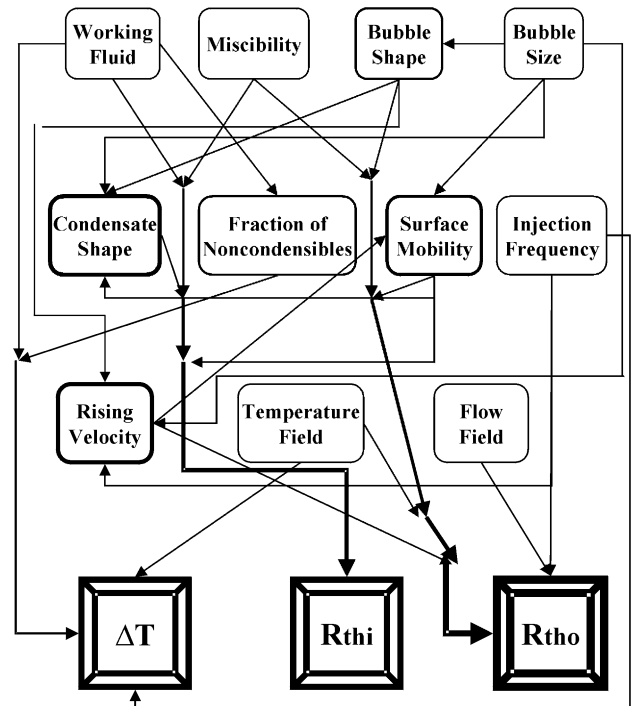 Working
Fluid
Miscibility
Bubble
Shape
Bubble
Size
Condensate
Shape
Fraction of
Noncondensibles
Surface
Mobility
Injection
Frequency
Rising
Velocity
Temperature
Field
Flow
Field
ΔT
Rthi
Rtho